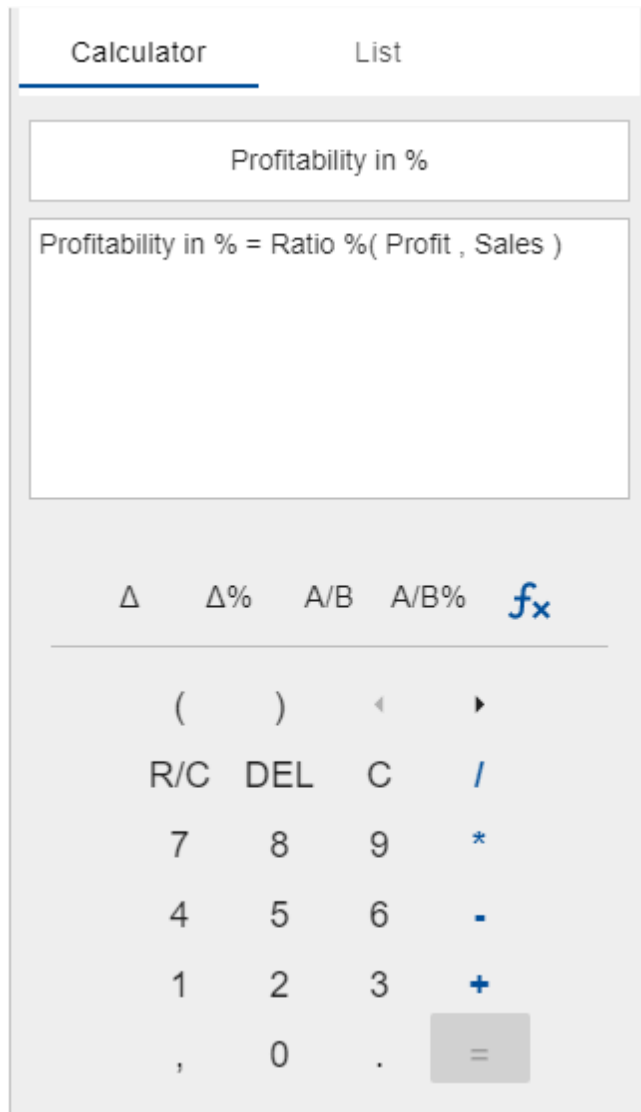 Calculator List
Profitability in %
Profitability in % = Ratio %( Profit , Sales )
Δ Δ% A/B A/B% fx
( )
R/C DEL C /
7 8 9 *
4 5 6 -
1 2 3 +
, 0 . =